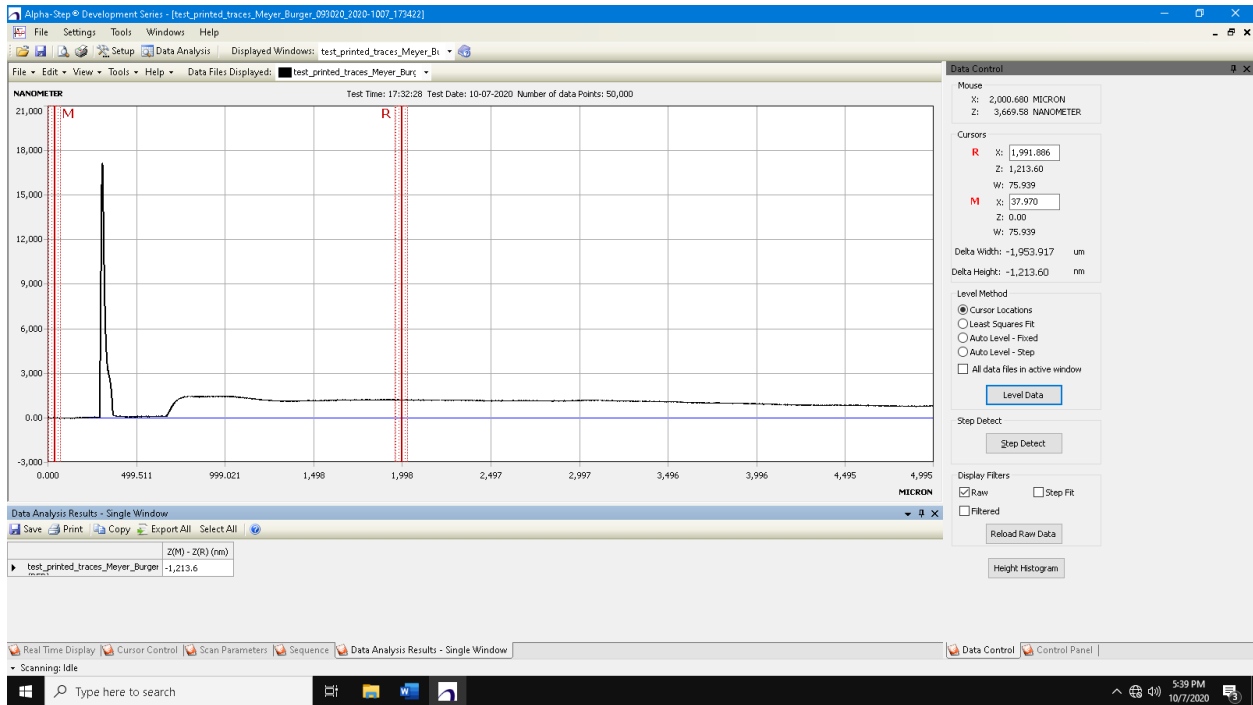 Alpha-Step® Development Series - [test_printed_traces_Meyer_Burger_093020_2020-1007_173422]
File Settings Tools Windows Help
Setup Data Analysis Displayed Windows: test_printed_traces_Meyer_Bu
File Edit View Tools Help Data Files Displayed: test_printed_traces_Meyer_Burg
NANOMETER
Test Time: 17:32:28 Test Date: 10-07-2020 Number of data Points: 50,000
M R
21,000
18,000
15,000
12,000
9,000
6,000
3,000
0.00
-3,000
0.000 499.511 999.021 1,498 1,998 2,497 2,997 3,496 3,996 4,495 4,995
MICRON
Data Analysis Results - Single Window
Save Print Copy Export All Select All
Z(M) - Z(R) (nm)
test_printed_traces_Meyer_Burger -1,213.6
Real Time Display Cursor Control Scan Parameters Sequence Data Analysis Results - Single Window
Scanning: Idle
Data Control
Mouse
X: 2,000.680 MICRON
Z: 3,669.58 NANOMETER
Cursors
R X: 1,991.886
Z: 1,213.60
W: 75.939
M X: 37.970
Z: 0.00
W: 75.939
Delta Width: -1,953.917 um
Delta Height: -1,213.60 nm
Level Method
Cursor Locations
Least Squares Fit
Auto Level - Fixed
Auto Level - Step
All data files in active window
Level Data
Step Detect
Step Detect
Display Filters
Raw Step Fit
Filtered
Reload Raw Data
Height Histogram
Data Control Control Panel
Type here to search
W
5:39 PM
10/7/2020
3